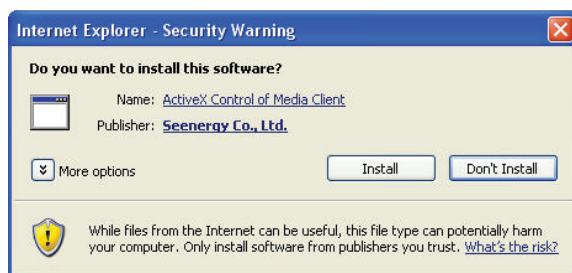 Internet Explorer - Security Warning
Do you want to install this software?
Name: ActiveX Control of Media Client
Publisher: Seenergy Co., Ltd.
More options
Install
Don't Install
While files from the Internet can be useful, this file type can potentially harm
your computer. Only install software from publishers you trust. What's the risk?